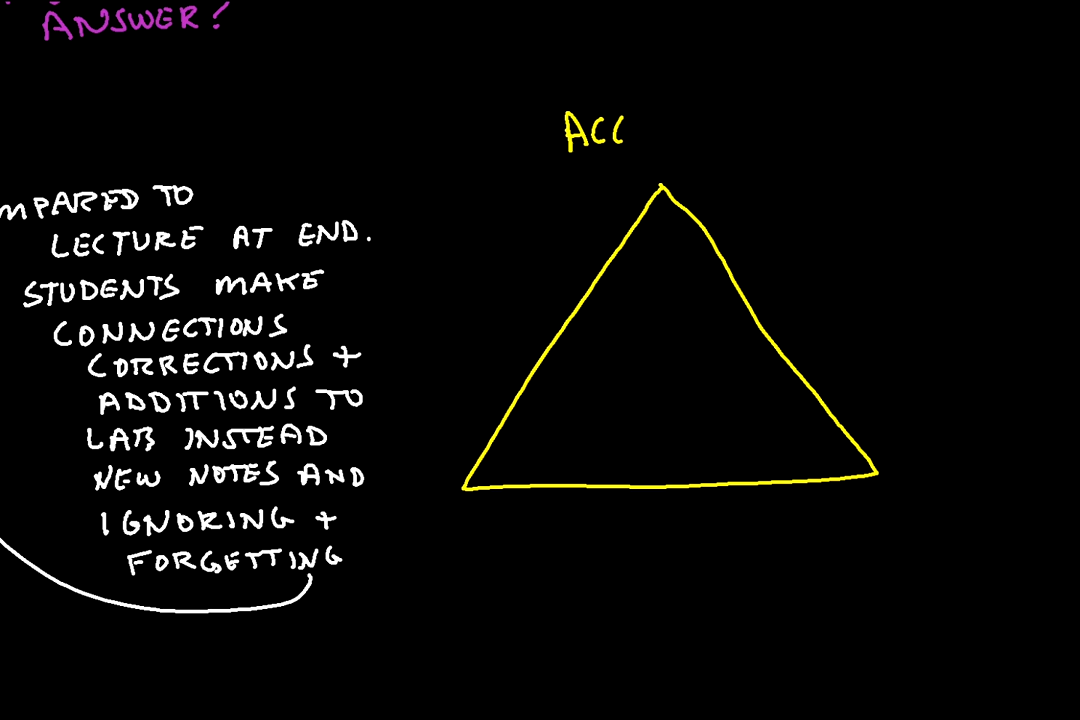 ANSWER?
MPARED TO
LECTURE AT END.
STUDENTS MAKE
CONNECTIONS
CORRECTIONS +
ADDITIONS TO
LAB INSTEAD
NEW NOTES AND
IGNORING +
FORGETTING
ACC